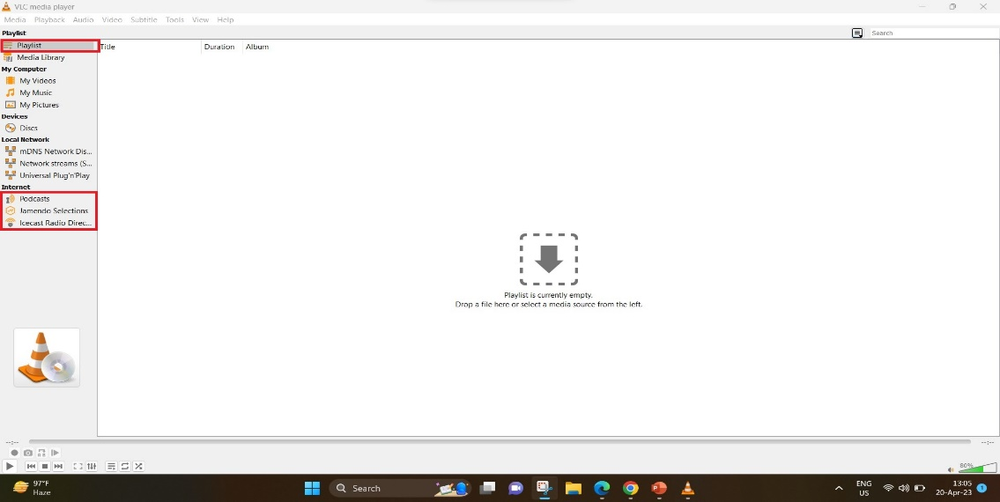 VLC media player
Media Playback Audio Video Subtitle Tools View Help
Playlist
Search
Playlist
Title Duration Album
Media Library
My Computer
My Videos
My Music
My Pictures
Devices
Discs
Local Network
mDNS Network Dis...
Network streams (S...
Universal Plug'n'Play
Internet
Podcasts
Jamendo Selections
Icecast Radio Direc...
Playlist is currently empty.
Drop a file here or select a media source from the left.
--:-- --:--
80%
97°F
Haze
Search
ENG
US
13:05
20-Apr-23
1